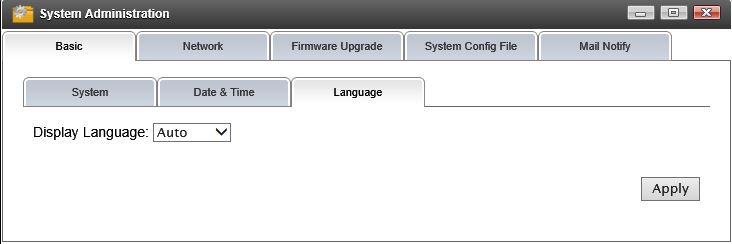 System Administration
Basic Network Firmware Upgrade System Config File Mail Notify
System Date & Time Language
Display Language: Auto
Apply